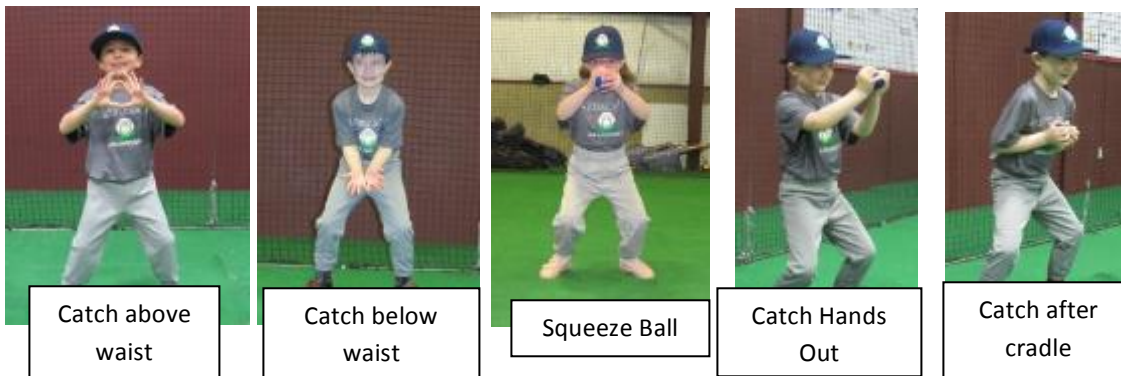 Catch above
waist
Catch below
waist
Squeeze Ball
Catch Hands
Out
Catch after
cradle